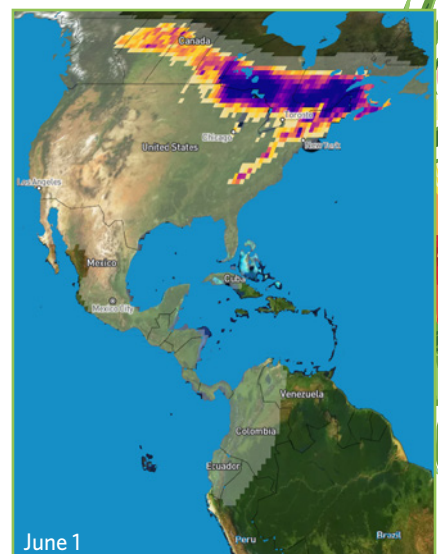 Canada
Toronto
Chicago
New York
United States
Los Angeles
Mexico
Cuba
Mexico City
Venezuela
Colombia
Ecuador
June 1
Peru
Brazil